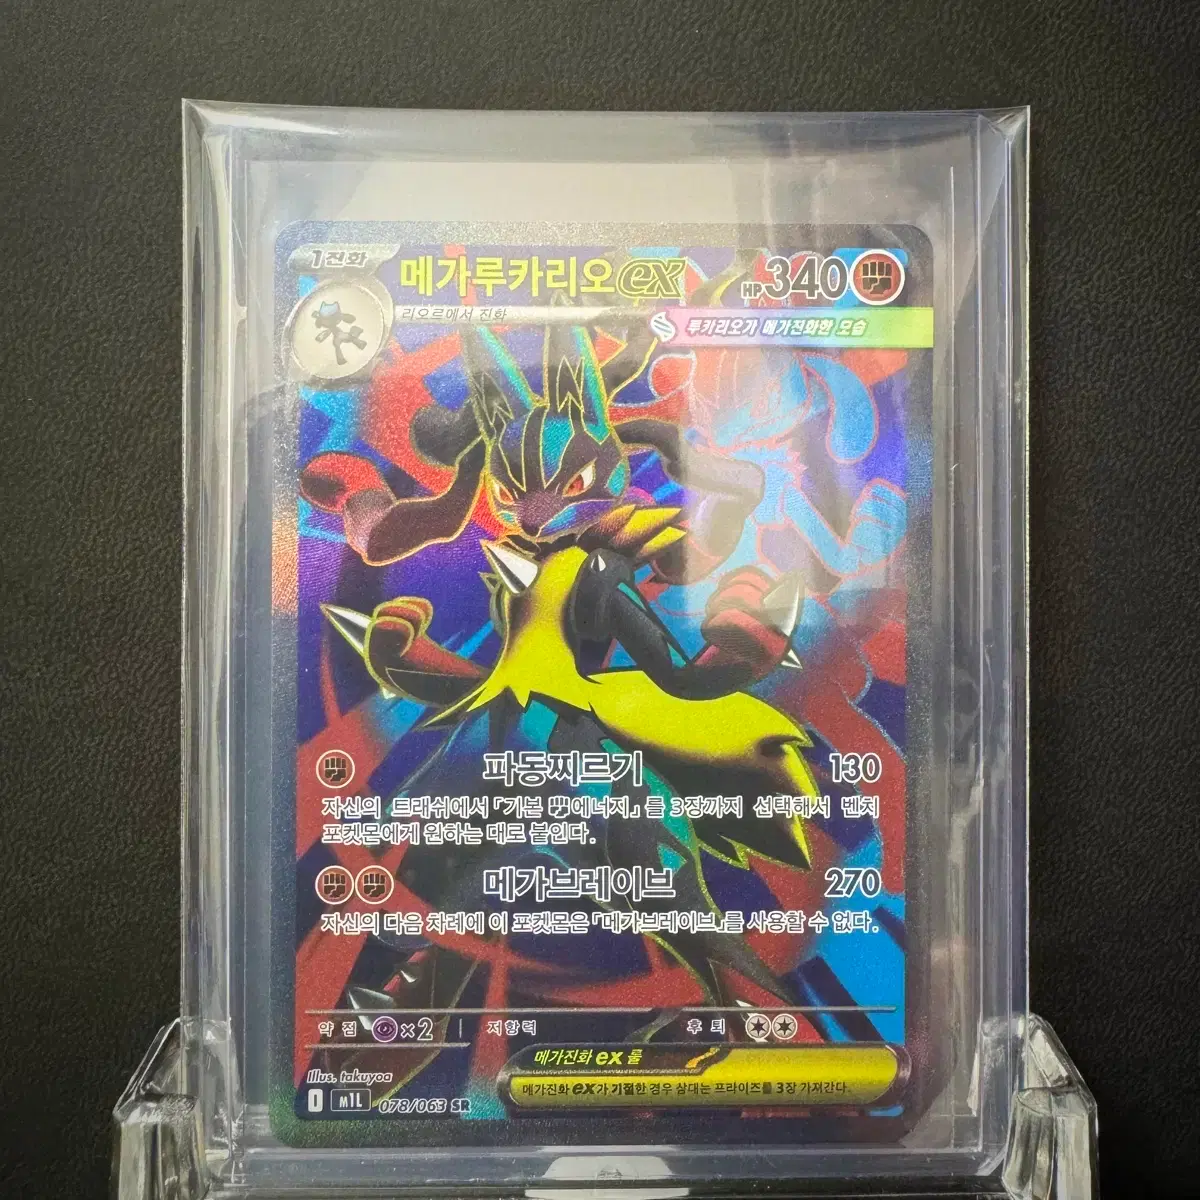 1진화
메가루카리오ex
HP340
리오르에서 진화
루카리오가 메가진화한 모습
파동찌르기 130
자신의 트래쉬에서「기본 에너지」를 3장까지 선택해서 벤치
포켓몬에게 원하는 대로 붙인다.
메가브레이브 270
자신의 다음 차례에 이 포켓몬은「메가브레이브」를 사용할 수 없다.
약점 ×2 저항력 후퇴
메가진화 ex 룰
메가진화 ex가 기절한 경우 상대는 프라이즈를 3장 가져간다.
Illus. takuyoa
M1L 078/063 SR